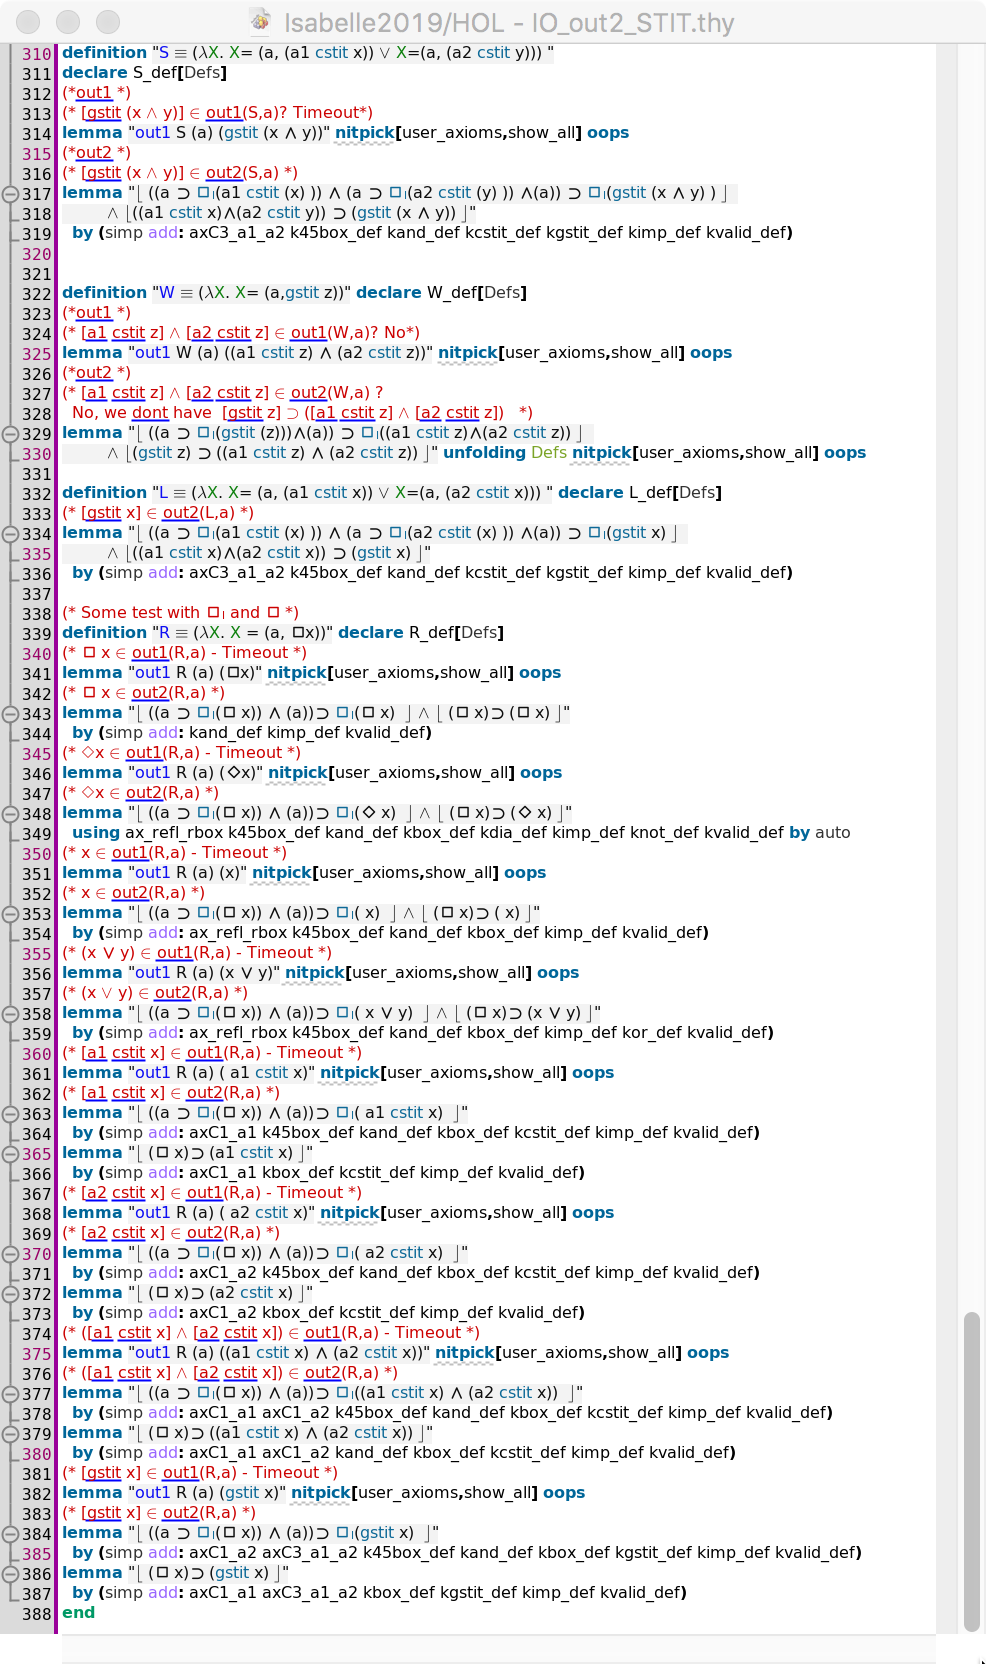 Isabelle2019/HOL - IO_out2_STIT.thy
310 definition "S ≡ (λX. X= (a, (a1 cstit x)) ∨ X=(a, (a2 cstit y))) "
311 declare S_def[Defs]
312 (*out1 *)
313 (* [gstit (x ∧ y)] ∈ out1(S,a)? Timeout*)
314 lemma "out1 S (a) (gstit (x ∧ y))" nitpick[user_axioms,show_all] oops
315 (*out2 *)
316 (* [gstit (x ∧ y)] ∈ out2(S,a) *)
317 lemma "⌊ ((a ⊃ □ₗ(a1 cstit (x) )) ∧ (a ⊃ □ₗ(a2 cstit (y) )) ∧(a)) ⊃ □ₗ(gstit (x ∧ y) ) ⌋
318 ∧ ⌊((a1 cstit x)∧(a2 cstit y)) ⊃ (gstit (x ∧ y)) ⌋"
319 by (simp add: axC3_a1_a2 k45box_def kand_def kcstit_def kgstit_def kimp_def kvalid_def)
320
321
322 definition "W ≡ (λX. X= (a,gstit z))" declare W_def[Defs]
323 (*out1 *)
324 (* [a1 cstit z] ∧ [a2 cstit z] ∈ out1(W,a)? No*)
325 lemma "out1 W (a) ((a1 cstit z) ∧ (a2 cstit z))" nitpick[user_axioms,show_all] oops
326 (*out2 *)
327 (* [a1 cstit z] ∧ [a2 cstit z] ∈ out2(W,a) ?
328 No, we dont have [gstit z] ⊃ ([a1 cstit z] ∧ [a2 cstit z]) *)
329 lemma "⌊ ((a ⊃ □ₗ(gstit (z)))∧(a)) ⊃ □ₗ((a1 cstit z)∧(a2 cstit z)) ⌋
330 ∧ ⌊(gstit z) ⊃ ((a1 cstit z) ∧ (a2 cstit z)) ⌋" unfolding Defs nitpick[user_axioms,show_all] oops
331
332 definition "L ≡ (λX. X= (a, (a1 cstit x)) ∨ X=(a, (a2 cstit x))) " declare L_def[Defs]
333 (* [gstit x] ∈ out2(L,a) *)
334 lemma "⌊ ((a ⊃ □ₗ(a1 cstit (x) )) ∧ (a ⊃ □ₗ(a2 cstit (x) )) ∧(a)) ⊃ □ₗ(gstit x) ⌋
335 ∧ ⌊((a1 cstit x)∧(a2 cstit x)) ⊃ (gstit x) ⌋"
336 by (simp add: axC3_a1_a2 k45box_def kand_def kcstit_def kgstit_def kimp_def kvalid_def)
337
338 (* Some test with □ₗ and □ *)
339 definition "R ≡ (λX. X = (a, □x))" declare R_def[Defs]
340 (* □ x ∈ out1(R,a) - Timeout *)
341 lemma "out1 R (a) (□x)" nitpick[user_axioms,show_all] oops
342 (* □ x ∈ out2(R,a) *)
343 lemma "⌊ ((a ⊃ □ₗ(□ x)) ∧ (a))⊃ □ₗ(□ x) ⌋ ∧ ⌊ (□ x)⊃ (□ x) ⌋"
344 by (simp add: kand_def kimp_def kvalid_def)
345 (* ◇x ∈ out1(R,a) - Timeout *)
346 lemma "out1 R (a) (◇x)" nitpick[user_axioms,show_all] oops
347 (* ◇x ∈ out2(R,a) *)
348 lemma "⌊ ((a ⊃ □ₗ(□ x)) ∧ (a))⊃ □ₗ(◇ x) ⌋ ∧ ⌊ (□ x)⊃ (◇ x) ⌋"
349 using ax_refl_rbox k45box_def kand_def kbox_def kdia_def kimp_def knot_def kvalid_def by auto
350 (* x ∈ out1(R,a) - Timeout *)
351 lemma "out1 R (a) (x)" nitpick[user_axioms,show_all] oops
352 (* x ∈ out2(R,a) *)
353 lemma "⌊ ((a ⊃ □ₗ(□ x)) ∧ (a))⊃ □ₗ( x) ⌋ ∧ ⌊ (□ x)⊃ ( x) ⌋"
354 by (simp add: ax_refl_rbox k45box_def kand_def kbox_def kimp_def kvalid_def)
355 (* (x ∨ y) ∈ out1(R,a) - Timeout *)
356 lemma "out1 R (a) (x ∨ y)" nitpick[user_axioms,show_all] oops
357 (* (x ∨ y) ∈ out2(R,a) *)
358 lemma "⌊ ((a ⊃ □ₗ(□ x)) ∧ (a))⊃ □ₗ( x ∨ y) ⌋ ∧ ⌊ (□ x)⊃ (x ∨ y) ⌋"
359 by (simp add: ax_refl_rbox k45box_def kand_def kbox_def kimp_def kor_def kvalid_def)
360 (* [a1 cstit x] ∈ out1(R,a) - Timeout *)
361 lemma "out1 R (a) ( a1 cstit x)" nitpick[user_axioms,show_all] oops
362 (* [a1 cstit x] ∈ out2(R,a) *)
363 lemma "⌊ ((a ⊃ □ₗ(□ x)) ∧ (a))⊃ □ₗ( a1 cstit x) ⌋"
364 by (simp add: axC1_a1 k45box_def kand_def kbox_def kcstit_def kimp_def kvalid_def)
365 lemma "⌊ (□ x)⊃ (a1 cstit x) ⌋"
366 by (simp add: axC1_a1 kbox_def kcstit_def kimp_def kvalid_def)
367 (* [a2 cstit x] ∈ out1(R,a) - Timeout *)
368 lemma "out1 R (a) ( a2 cstit x)" nitpick[user_axioms,show_all] oops
369 (* [a2 cstit x] ∈ out2(R,a) *)
370 lemma "⌊ ((a ⊃ □ₗ(□ x)) ∧ (a))⊃ □ₗ( a2 cstit x) ⌋"
371 by (simp add: axC1_a2 k45box_def kand_def kbox_def kcstit_def kimp_def kvalid_def)
372 lemma "⌊ (□ x)⊃ (a2 cstit x) ⌋"
373 by (simp add: axC1_a2 kbox_def kcstit_def kimp_def kvalid_def)
374 (* ([a1 cstit x] ∧ [a2 cstit x]) ∈ out1(R,a) - Timeout *)
375 lemma "out1 R (a) ((a1 cstit x) ∧ (a2 cstit x))" nitpick[user_axioms,show_all] oops
376 (* ([a1 cstit x] ∧ [a2 cstit x]) ∈ out2(R,a) *)
377 lemma "⌊ ((a ⊃ □ₗ(□ x)) ∧ (a))⊃ □ₗ((a1 cstit x) ∧ (a2 cstit x)) ⌋"
378 by (simp add: axC1_a1 axC1_a2 k45box_def kand_def kbox_def kcstit_def kimp_def kvalid_def)
379 lemma "⌊ (□ x)⊃ ((a1 cstit x) ∧ (a2 cstit x)) ⌋"
380 by (simp add: axC1_a1 axC1_a2 kand_def kbox_def kcstit_def kimp_def kvalid_def)
381 (* [gstit x] ∈ out1(R,a) - Timeout *)
382 lemma "out1 R (a) (gstit x)" nitpick[user_axioms,show_all] oops
383 (* [gstit x] ∈ out2(R,a) *)
384 lemma "⌊ ((a ⊃ □ₗ(□ x)) ∧ (a))⊃ □ₗ(gstit x) ⌋"
385 by (simp add: axC1_a2 axC3_a1_a2 k45box_def kand_def kbox_def kgstit_def kimp_def kvalid_def)
386 lemma "⌊ (□ x)⊃ (gstit x) ⌋"
387 by (simp add: axC1_a1 axC3_a1_a2 kbox_def kgstit_def kimp_def kvalid_def)
388 end